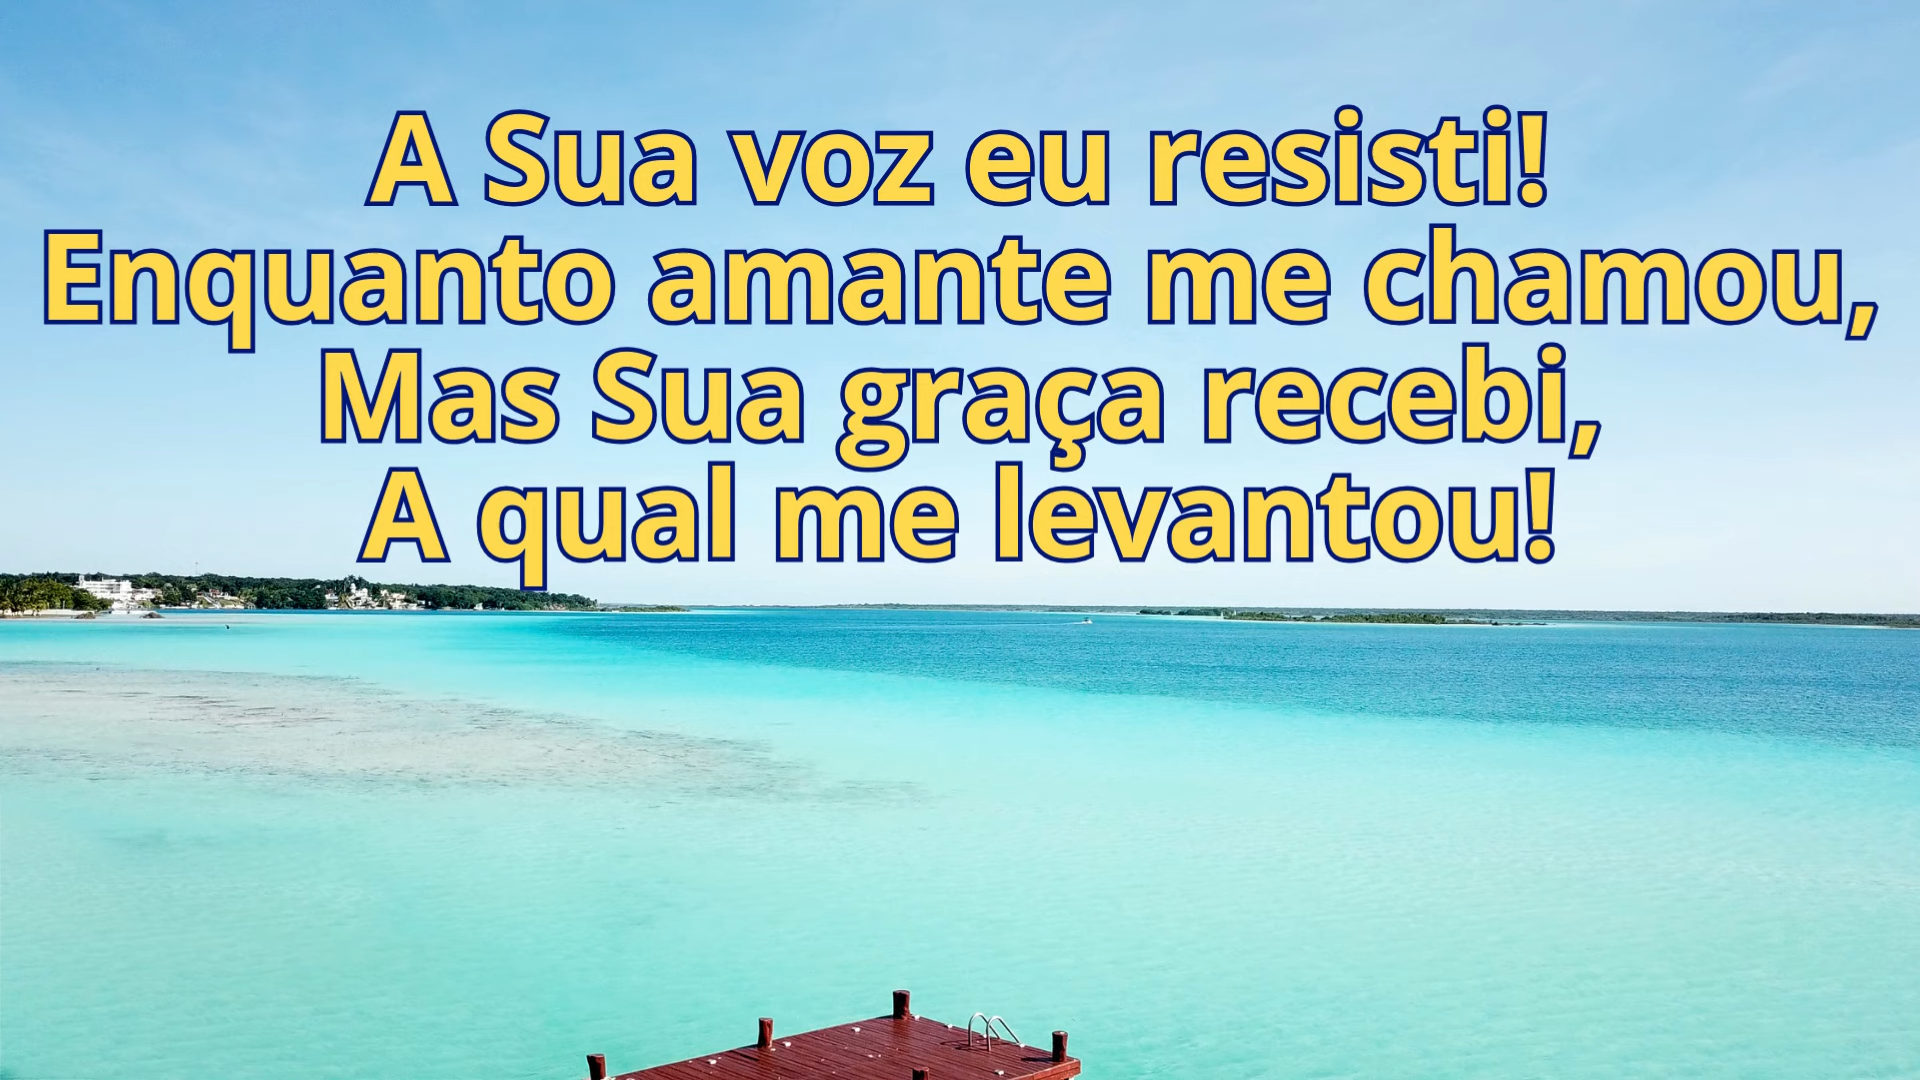 A Sua voz eu resisti!
Enquanto amante me chamou,
Mas Sua graça recebi,
A qual me levantou!